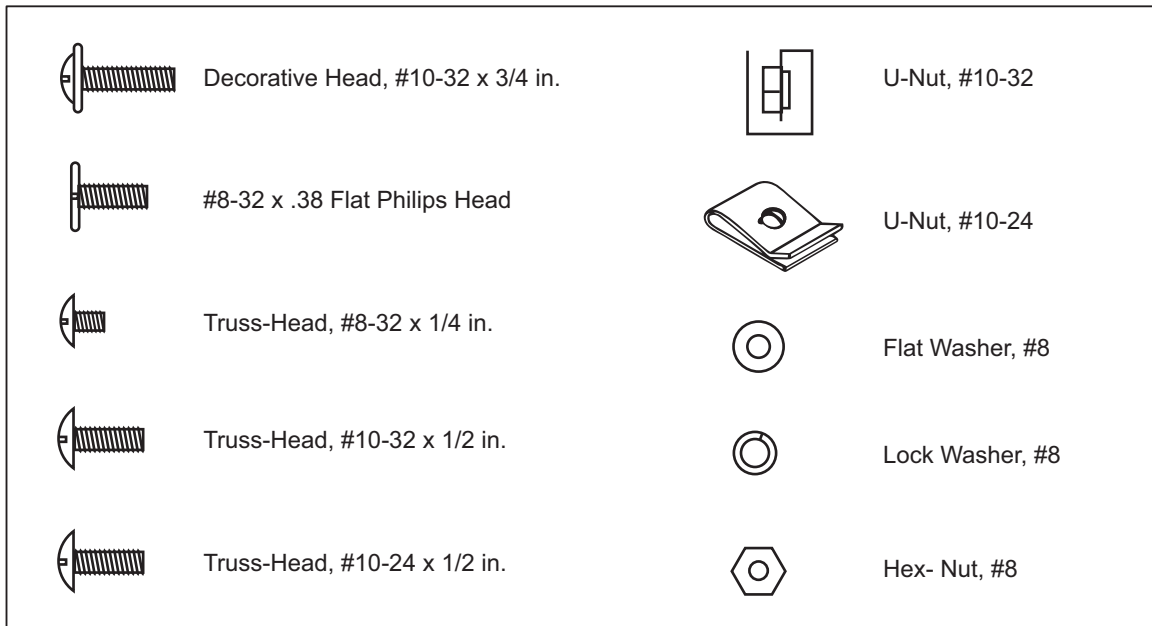 Decorative Head, #10-32 x 3/4 in.
#8-32 x .38 Flat Philips Head
Truss-Head, #8-32 x 1/4 in.
Truss-Head, #10-32 x 1/2 in.
Truss-Head, #10-24 x 1/2 in.
U-Nut, #10-32
U-Nut, #10-24
Flat Washer, #8
Lock Washer, #8
Hex- Nut, #8